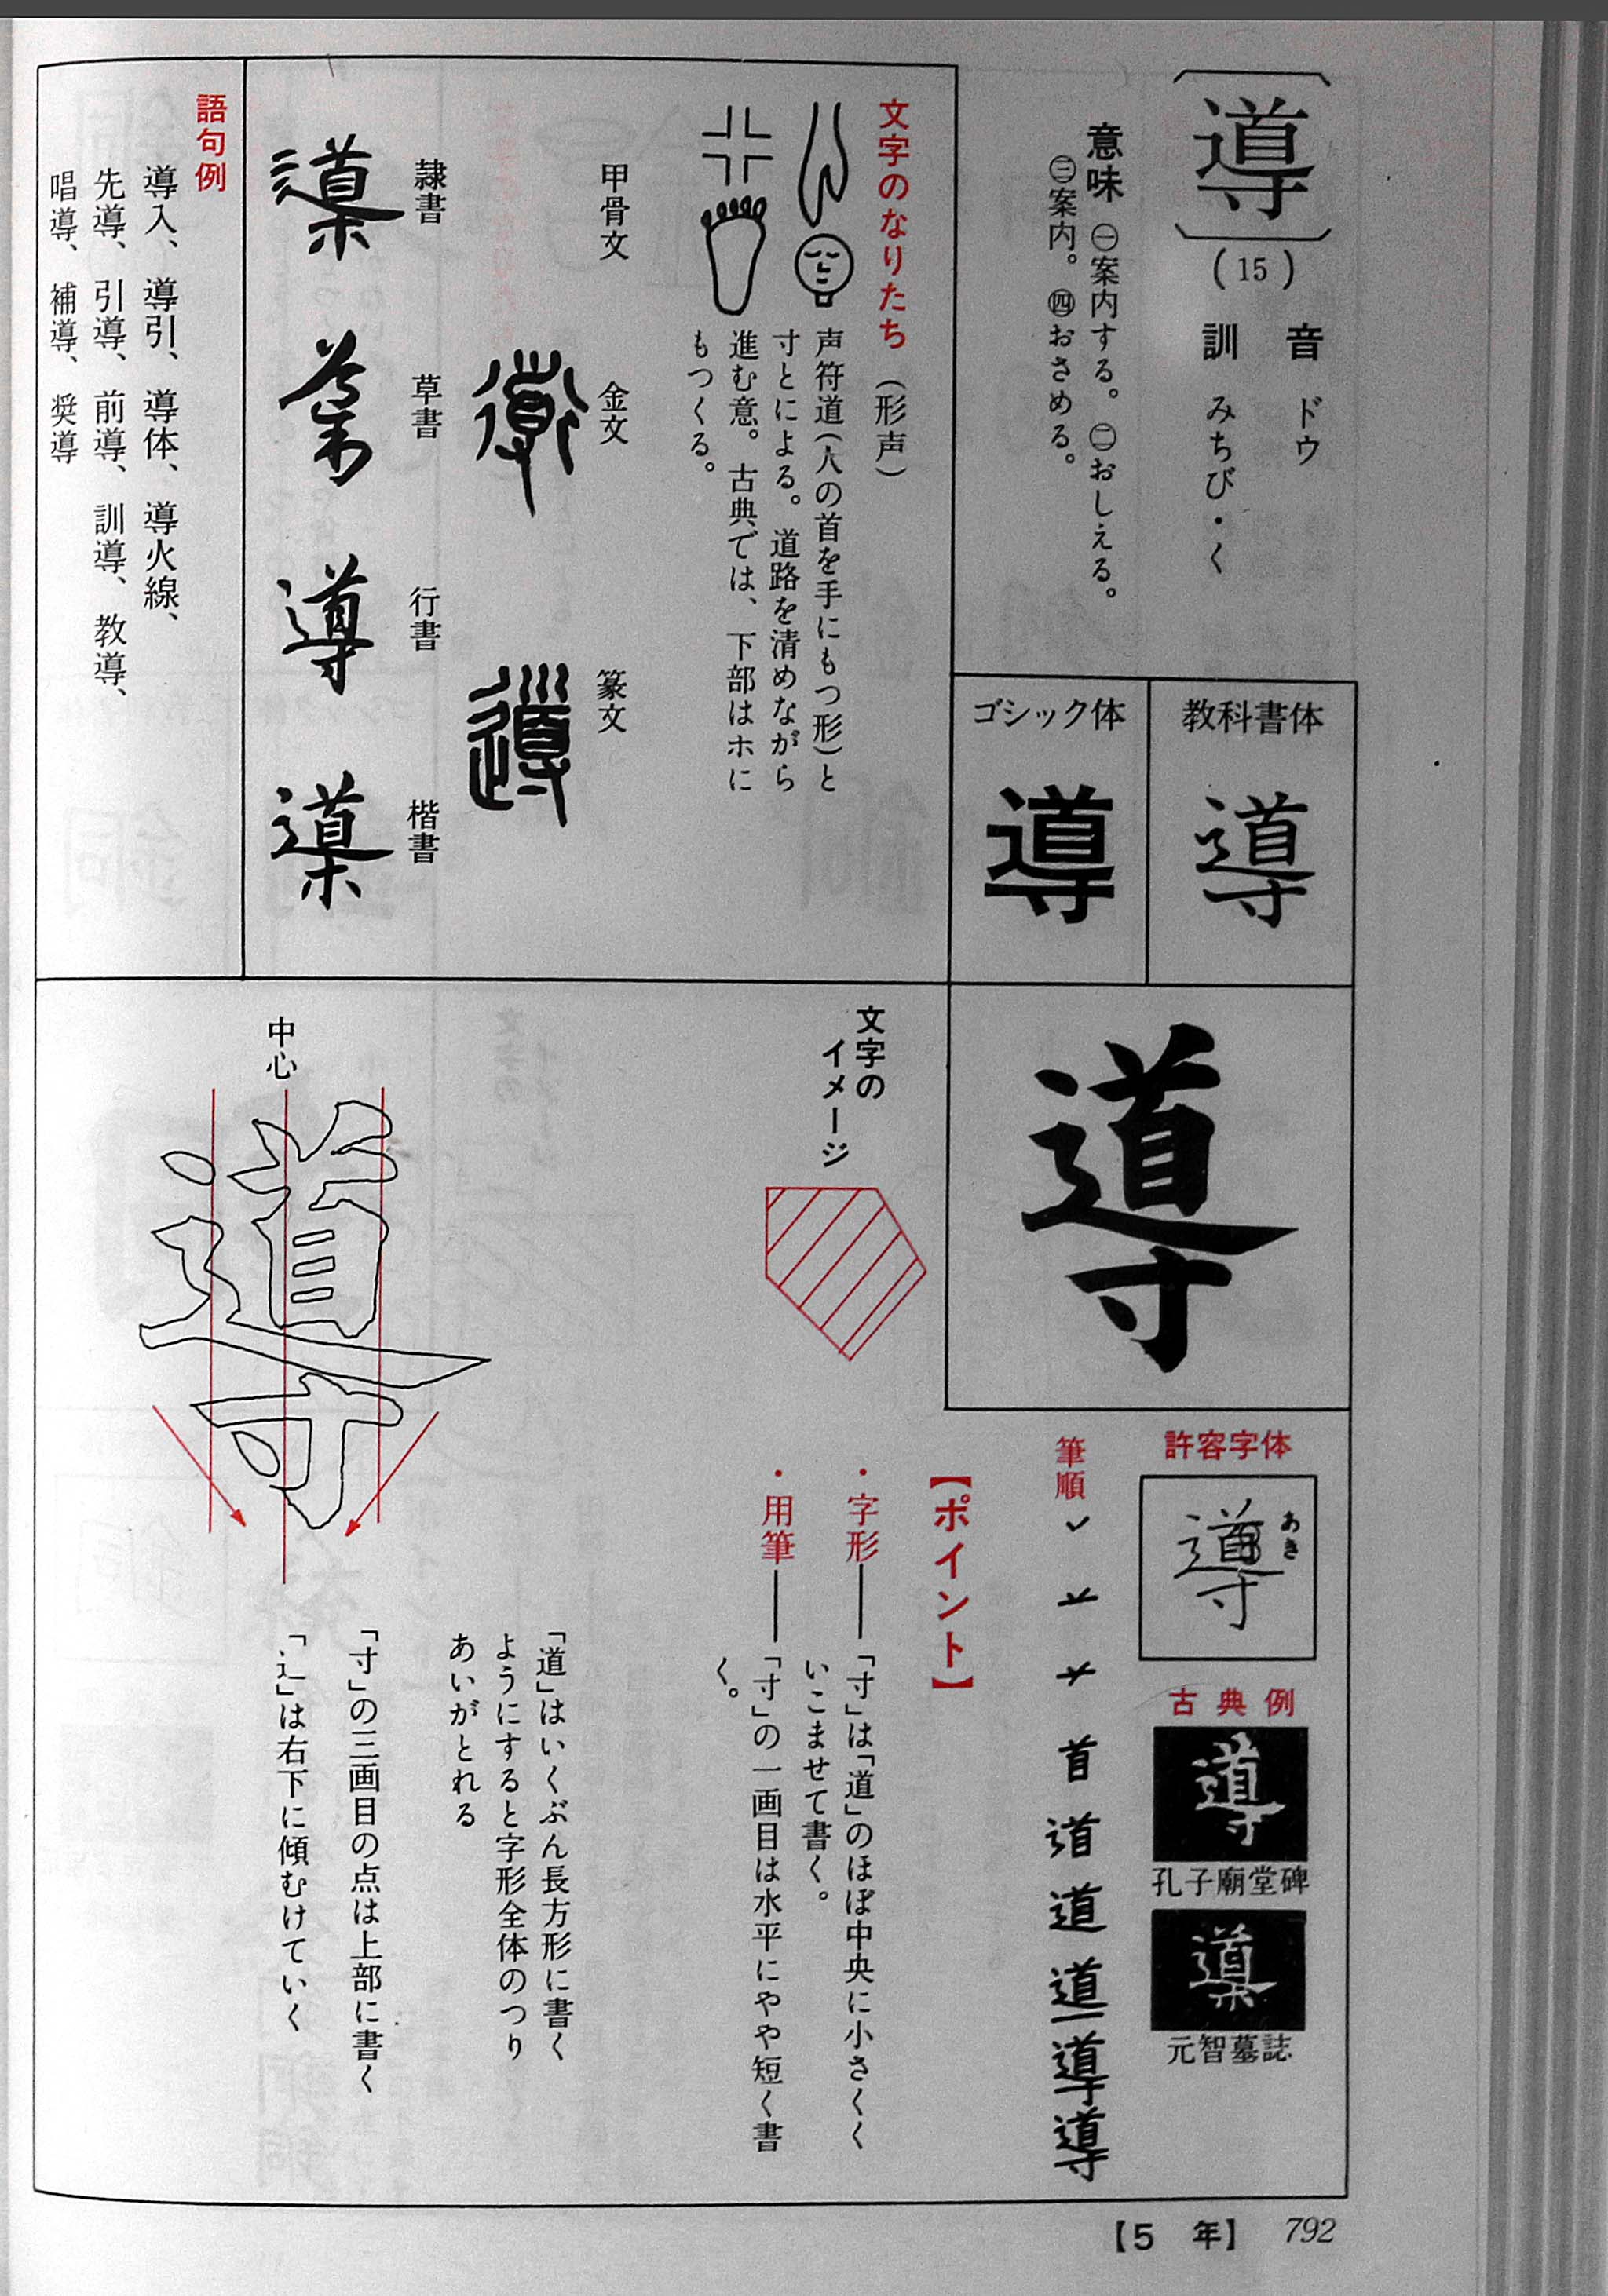 導
(15)
音 ドウ
訓 みちび・く
意味 ㊀案内する。㊁おしえる。
㊂案内。㊃おさめる。
教科書体
導
ゴシック体
導
文字のなりたち（形声）
声符道(人の首を手にもつ形)と
寸とによる。道路を清めながら
進む意。古典では、下部はホに
もつくる。
甲骨文
金文
篆文
隷書
草書
行書
楷書
導
語句例
導入、導引、導体、導火線、
先導、引導、前導、訓導、教導、
唱導、補導、奨導
導
許容字体
導
あき
古典例
導
孔子廟堂碑
導
元智墓誌
筆順
丷 首 道 導 導
【ポイント】
・字形──「寸」は「道」のほぼ中央に小さくく
いこませて書く。
・用筆──「寸」の一画目は水平にやや短く書
く。
文字の
イメージ
「道」はいくぶん長方形に書く
ようにすると字形全体のつり
あいがとれる
「寸」の三画目の点は上部に書く
「⻌」は右下に傾むけていく
中心
導
【5 年】 792